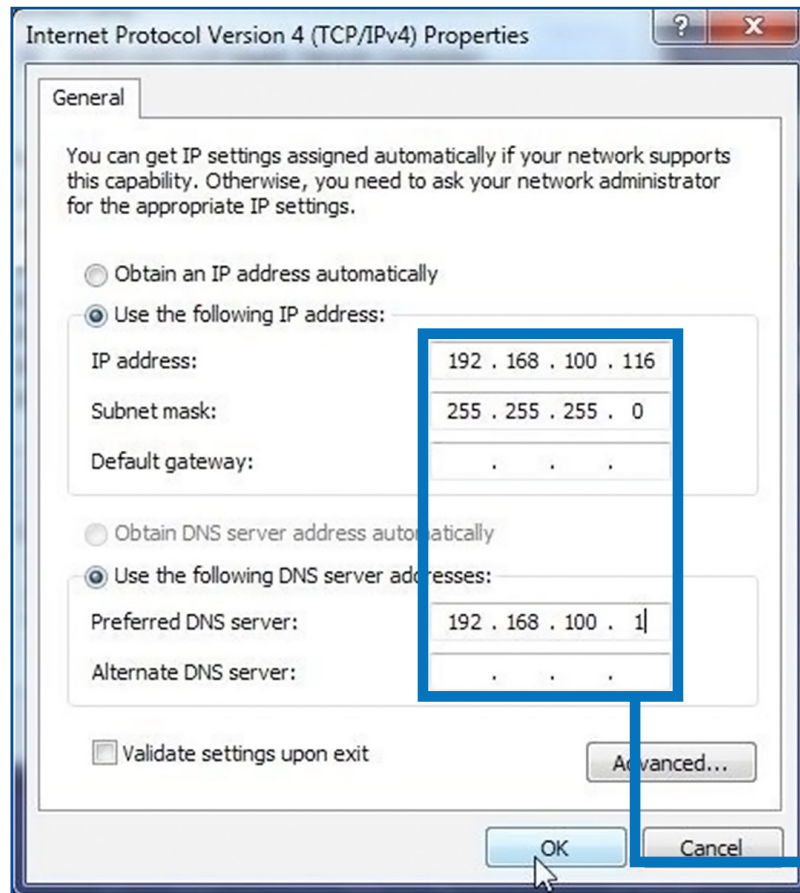 Internet Protocol Version 4 (TCP/IPv4) Properties
General
You can get IP settings assigned automatically if your network supports
this capability. Otherwise, you need to ask your network administrator
for the appropriate IP settings.
Obtain an IP address automatically
Use the following IP address:
IP address: 192 . 168 . 100 . 116
Subnet mask: 255 . 255 . 255 . 0
Default gateway: . . .
Obtain DNS server address automatically
Use the following DNS server addresses:
Preferred DNS server: 192 . 168 . 100 . 1
Alternate DNS server: . . .
Validate settings upon exit
Advanced...
OK Cancel